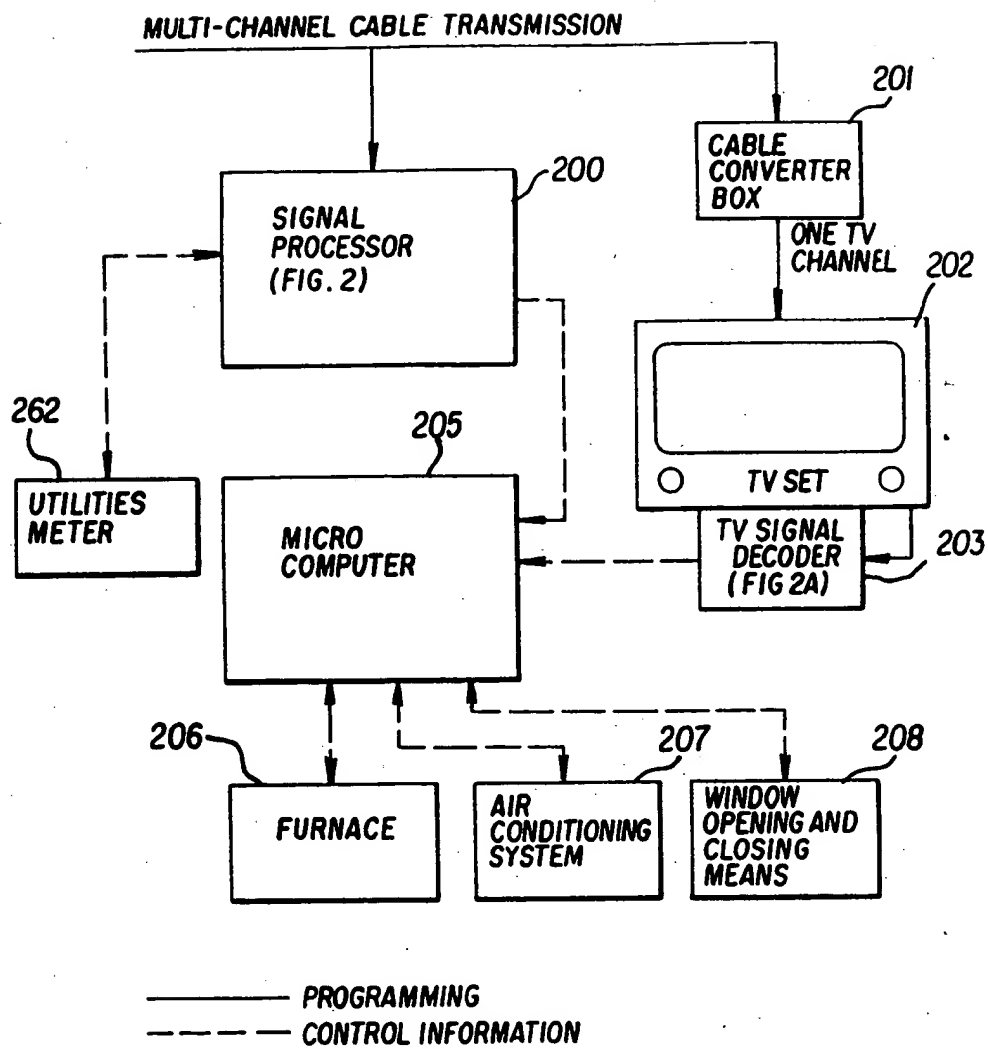 MULTI-CHANNEL CABLE TRANSMISSION
201
CABLE
CONVERTER
BOX
200
SIGNAL
PROCESSOR
(FIG. 2)
ONE TV
CHANNEL
202
262
205
TV SET
UTILITIES
METER
MICRO
COMPUTER
TV SIGNAL
DECODER
(FIG 2A)
203
206
207
208
FURNACE
AIR
CONDITIONING
SYSTEM
WINDOW
OPENING AND
CLOSING
MEANS
PROGRAMMING
CONTROL INFORMATION